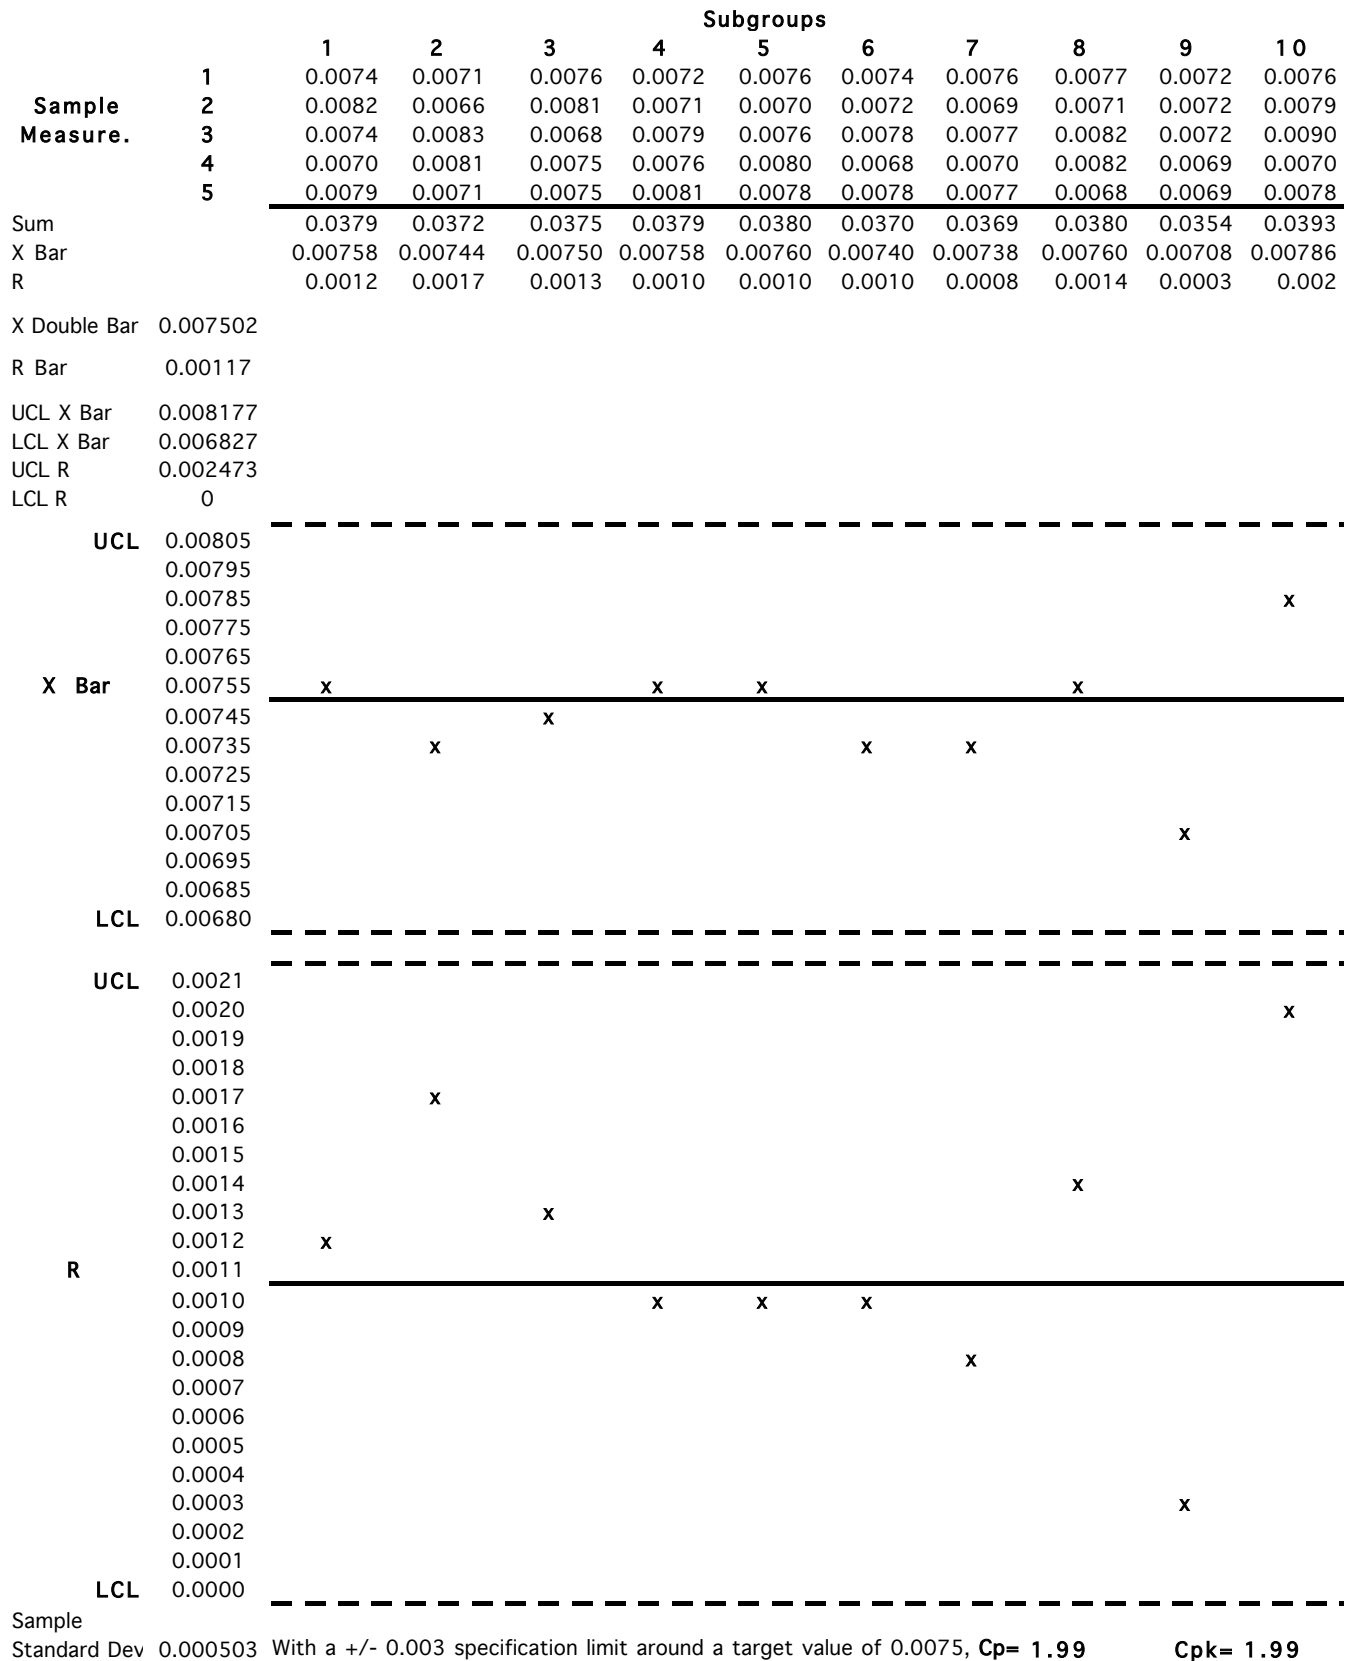 Subgroups
1 2 3 4 5 6 7 8 9 10
1 0.0074 0.0071 0.0076 0.0072 0.0076 0.0074 0.0076 0.0077 0.0072 0.0076
Sample 2 0.0082 0.0066 0.0081 0.0071 0.0070 0.0072 0.0069 0.0071 0.0072 0.0079
Measure. 3 0.0074 0.0083 0.0068 0.0079 0.0076 0.0078 0.0077 0.0082 0.0072 0.0090
4 0.0070 0.0081 0.0075 0.0076 0.0080 0.0068 0.0070 0.0082 0.0069 0.0070
5 0.0079 0.0071 0.0075 0.0081 0.0078 0.0078 0.0077 0.0068 0.0069 0.0078
Sum 0.0379 0.0372 0.0375 0.0379 0.0380 0.0370 0.0369 0.0380 0.0354 0.0393
X Bar 0.00758 0.00744 0.00750 0.00758 0.00760 0.00740 0.00738 0.00760 0.00708 0.00786
R 0.0012 0.0017 0.0013 0.0010 0.0010 0.0010 0.0008 0.0014 0.0003 0.002
X Double Bar 0.007502
R Bar 0.00117
UCL X Bar 0.008177
LCL X Bar 0.006827
UCL R 0.002473
LCL R 0
UCL 0.00805
0.00795
0.00785 x
0.00775
0.00765
X Bar 0.00755 x x x x
0.00745 x
0.00735 x x x
0.00725
0.00715
0.00705 x
0.00695
0.00685
LCL 0.00680
UCL 0.0021
0.0020 x
0.0019
0.0018
0.0017 x
0.0016
0.0015
0.0014 x
0.0013 x
0.0012 x
R 0.0011
0.0010 x x x
0.0009
0.0008 x
0.0007
0.0006
0.0005
0.0004
0.0003 x
0.0002
0.0001
LCL 0.0000
Sample
Standard Dev 0.000503 With a +/- 0.003 specification limit around a target value of 0.0075, Cp= 1.99 Cpk= 1.99